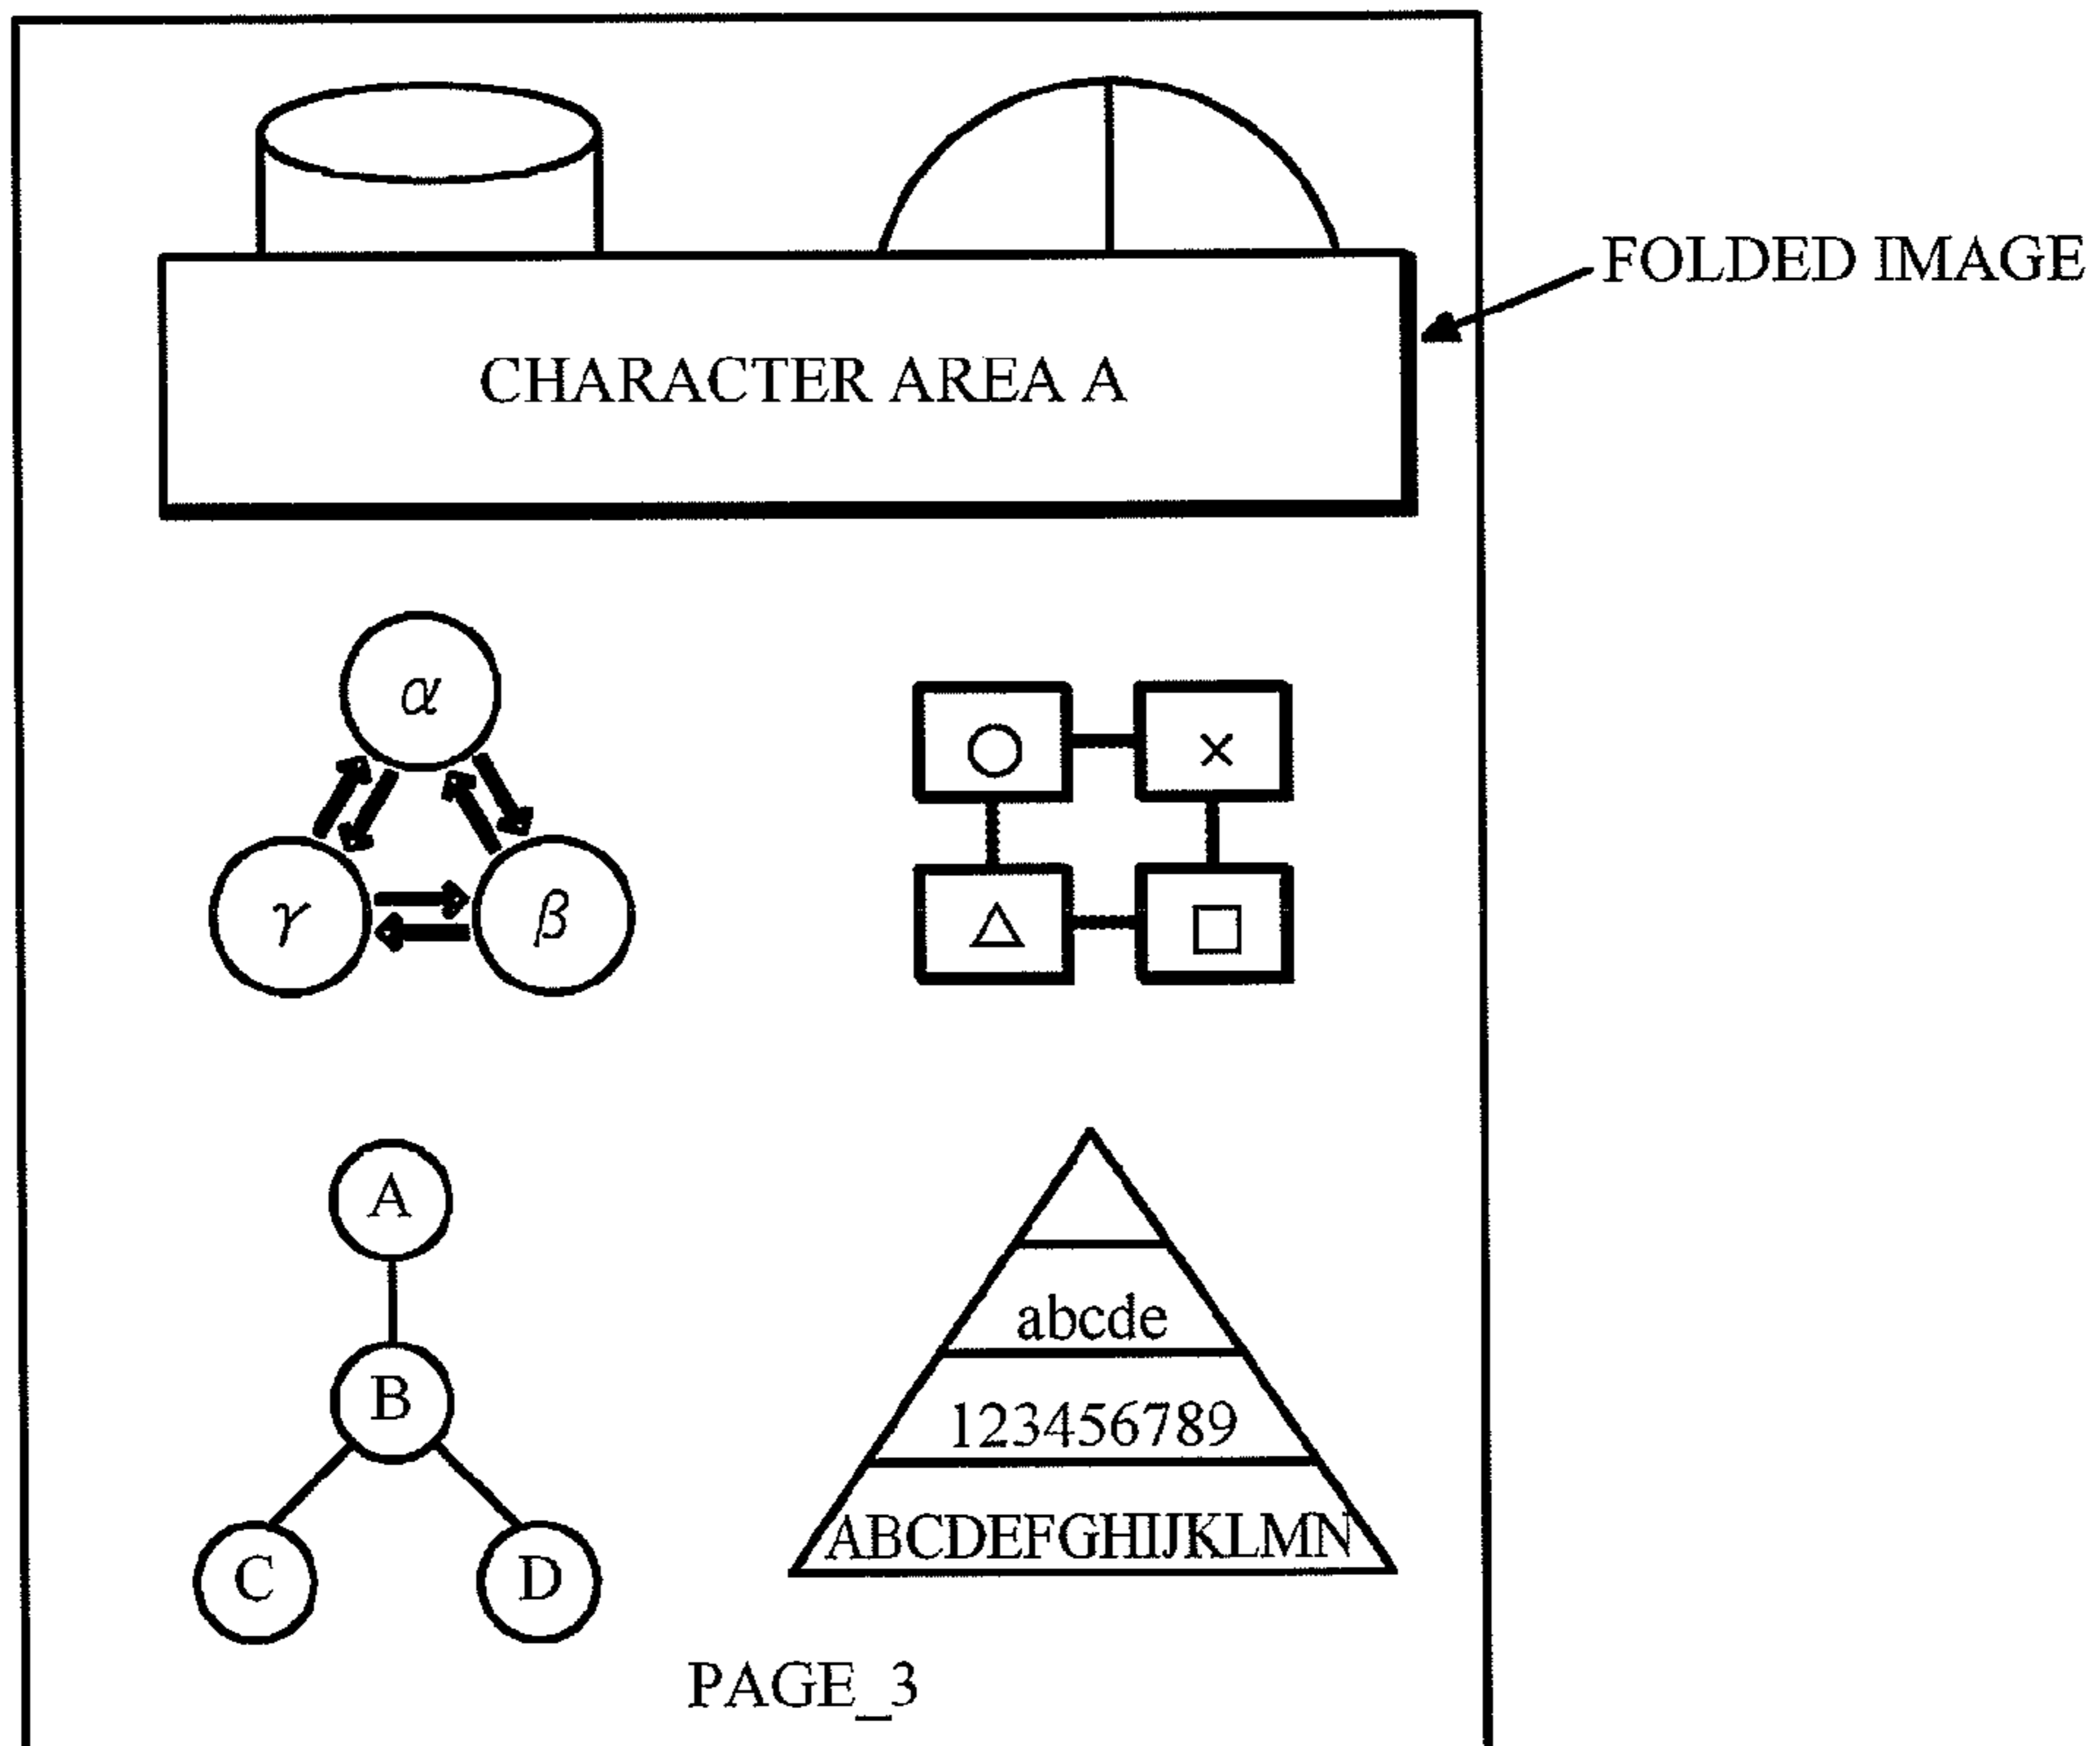 FOLDED IMAGE
CHARACTER AREA A
α
γ β
○ ×
△ □
A
B
C D
abcde
123456789
ABCDEFGHIJKLMN
PAGE_3